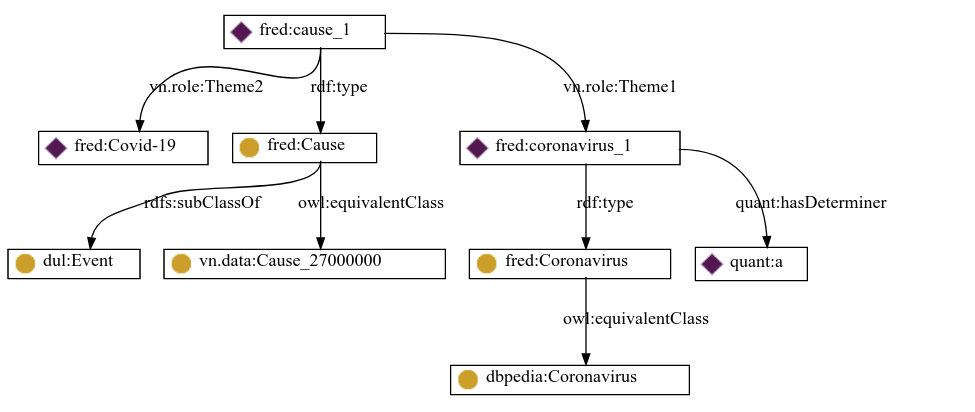 fred:cause_1
vn.role:Theme2
rdf:type
vn.role:Theme1
fred:Covid-19
fred:Cause
fred:coronavirus_1
rdfs:subClassOf
owl:equivalentClass
rdf:type
quant:hasDeterminer
dul:Event
vn.data:Cause_27000000
fred:Coronavirus
quant:a
owl:equivalentClass
dbpedia:Coronavirus